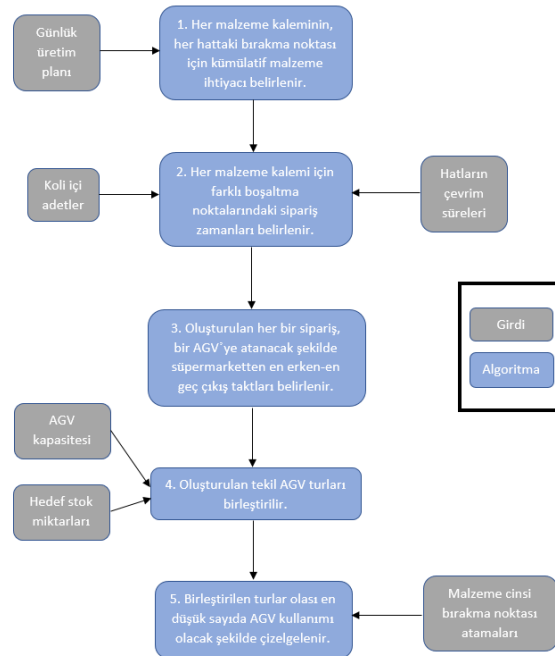 Günlük
üretim
planı
1. Her malzeme kaleminin,
her hattaki bırakma noktası
için kümülatif malzeme
ihtiyacı belirlenir.
Koli içi
adetler
2. Her malzeme kalemi için
farklı boşaltma
noktalarındaki sipariş
zamanları belirlenir.
Hatların
çevrim
süreleri
3. Oluşturulan her bir sipariş,
bir AGV'ye atanacak şekilde
süpermarketten en erken-en
geç çıkış taktları belirlenir.
Girdi
Algoritma
AGV
kapasitesi
Hedef stok
miktarları
4. Oluşturulan tekil AGV turları
birleştirilir.
5. Birleştirilen turlar olası en
düşük sayıda AGV kullanımı
olacak şekilde çizelgelenir.
Malzeme cinsi
bırakma noktası
atamaları